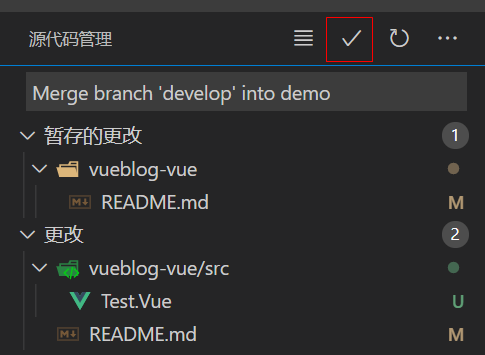 源代码管理
Merge branch 'develop' into demo
暂存的更改 1
vueblog-vue
README.md M
更改 2
vueblog-vue/src
Test.Vue U
README.md M